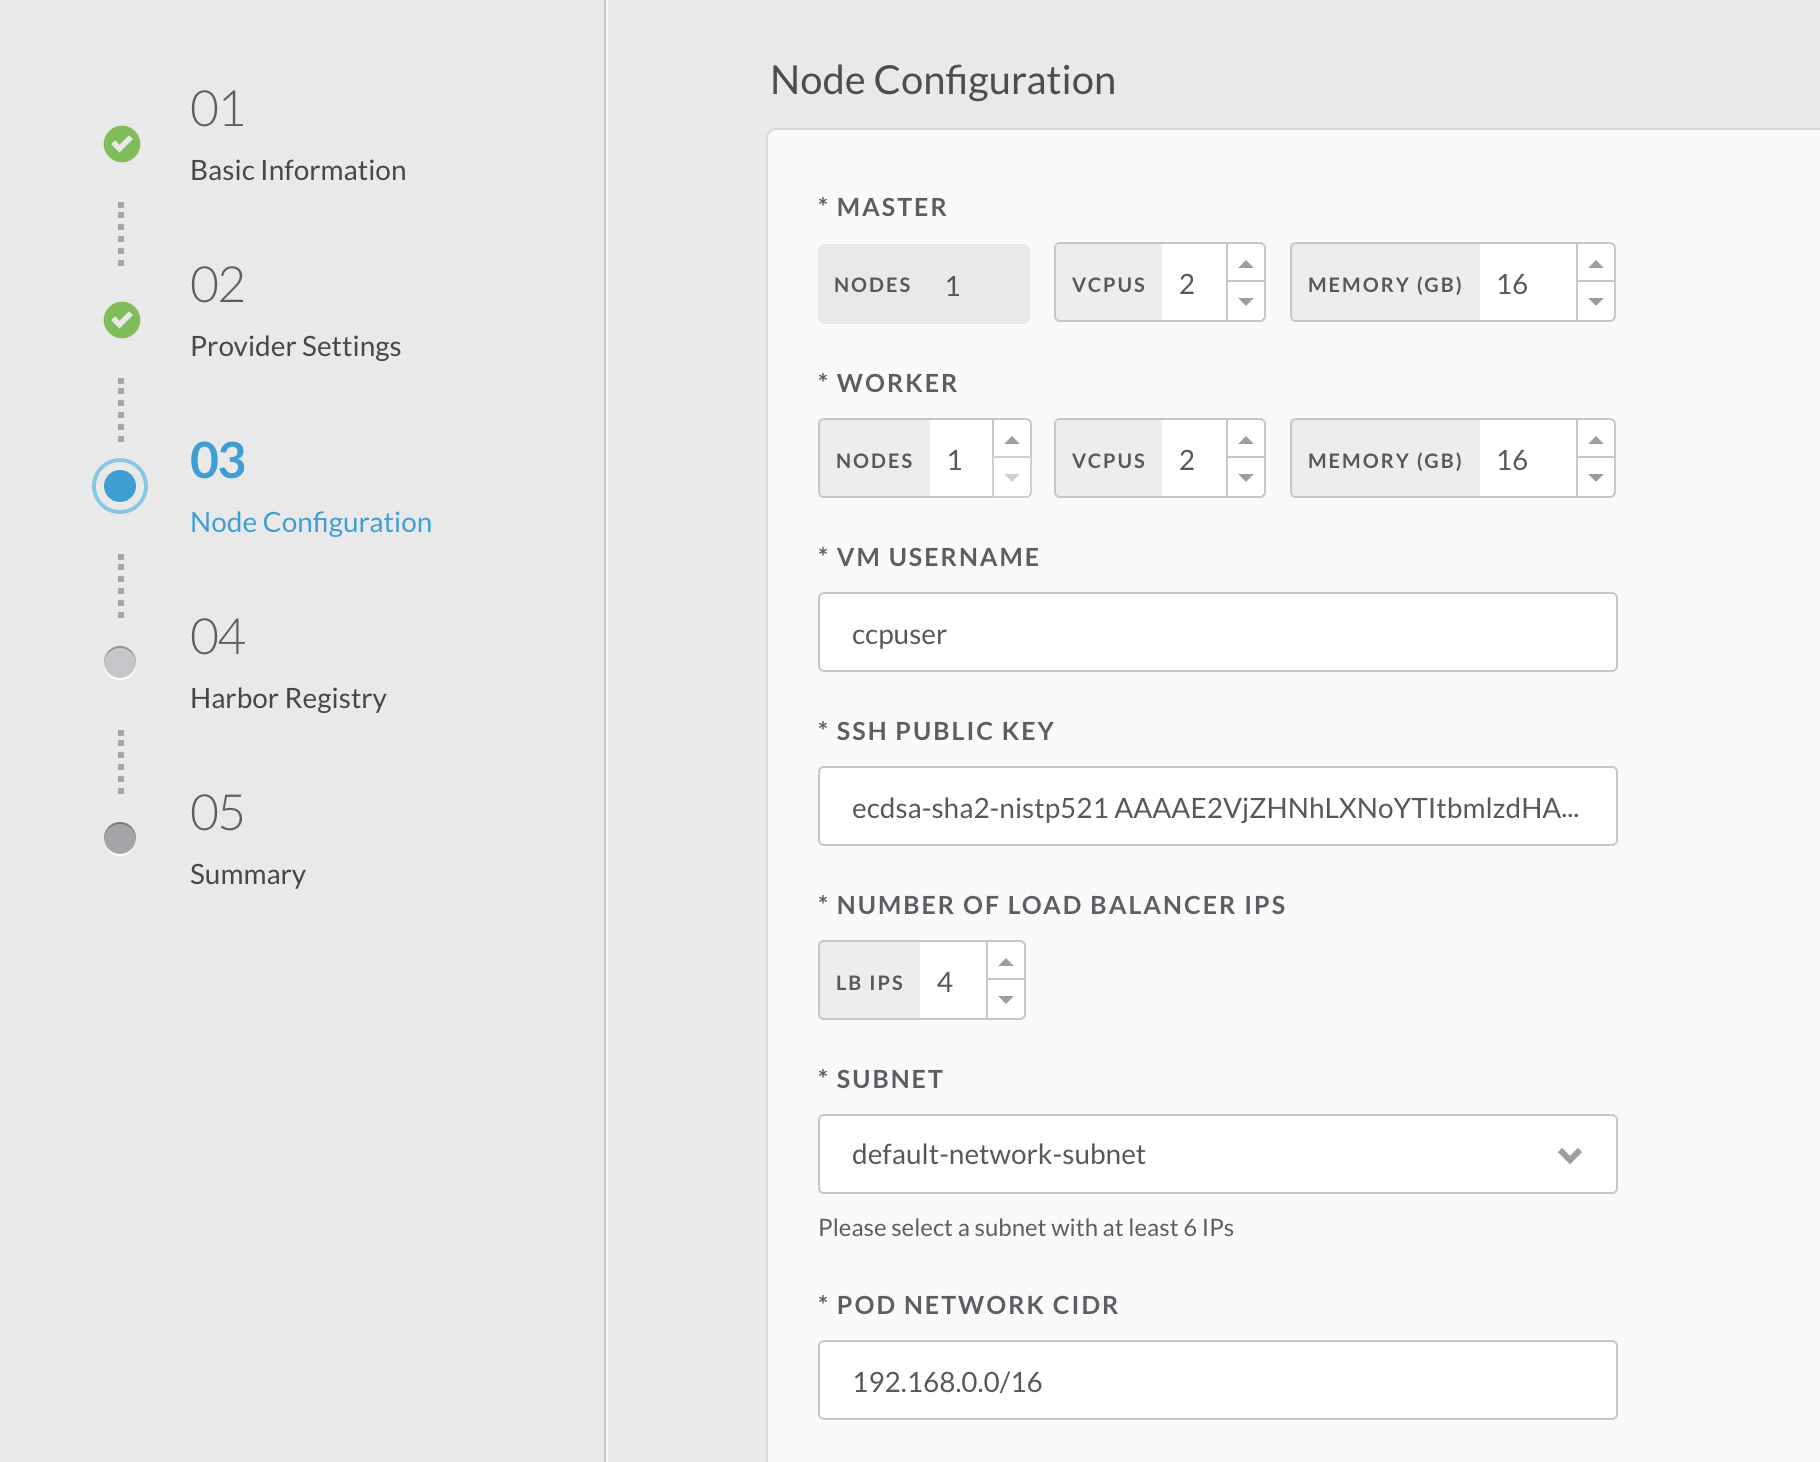 01
Basic Information
02
Provider Settings
03
Node Configuration
04
Harbor Registry
05
Summary
Node Configuration
* MASTER
NODES 1 VCPUS 2 MEMORY (GB) 16
* WORKER
NODES 1 VCPUS 2 MEMORY (GB) 16
* VM USERNAME
ccpuser
* SSH PUBLIC KEY
ecdsa-sha2-nistp521 AAAAE2VjZHNhLXNoYTItbmlzdHA...
* NUMBER OF LOAD BALANCER IPS
LB IPS 4
* SUBNET
default-network-subnet
Please select a subnet with at least 6 IPs
* POD NETWORK CIDR
192.168.0.0/16